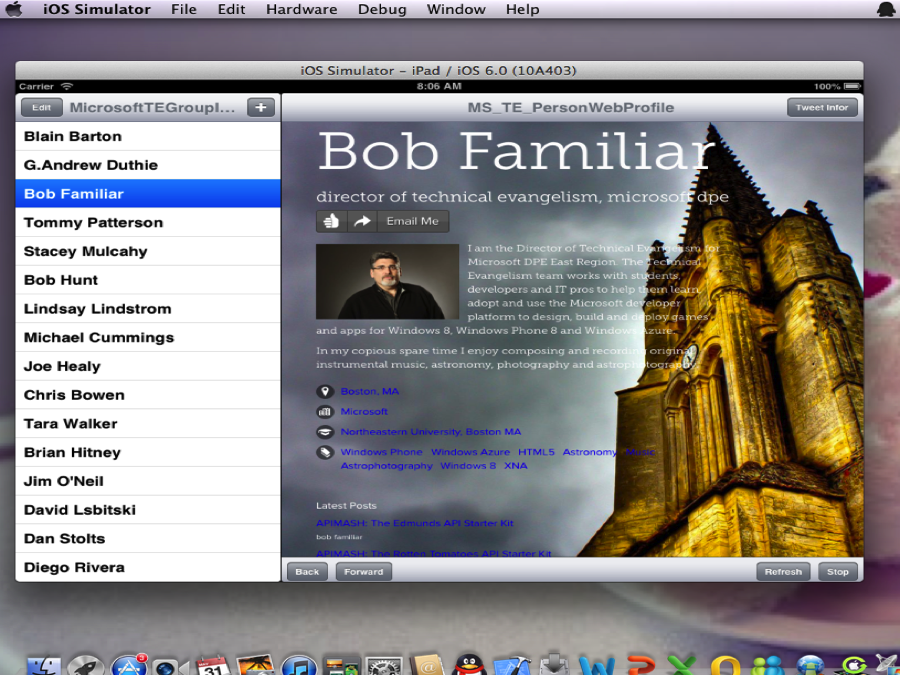 iOS Simulator File Edit Hardware Debug Window Help
iOS Simulator – iPad / iOS 6.0 (10A403)
Carrier 8:06 AM 100%
Edit MicrosoftTEGroupI... +
MS_TE_PersonWebProfile Tweet Infor
Blain Barton
G.Andrew Duthie
Bob Familiar
Tommy Patterson
Stacey Mulcahy
Bob Hunt
Lindsay Lindstrom
Michael Cummings
Joe Healy
Chris Bowen
Tara Walker
Brian Hitney
Jim O'Neil
David Lsbitski
Dan Stolts
Diego Rivera
Bob Familiar
director of technical evangelism, microsoft dpe
Email Me
I am the Director of Technical Evangelism for
Microsoft DPE East Region. The Technical
Evangelism team works with students,
developers and IT pros to help them learn,
adopt and use the Microsoft developer
platform to design, build and deploy games
and apps for Windows 8, Windows Phone 8 and Windows Azure.
In my copious spare time I enjoy composing and recording original
instrumental music, astronomy, photography and astrophotography.
Boston, MA
Microsoft
Northeastern University, Boston MA
Windows Phone Windows Azure HTML5 Astronomy Music
Astrophotography Windows 8 XNA
Latest Posts
APIMASH: The Edmunds API Starter Kit
bob familiar
APIMASH: The Rotten Tomatoes API Starter Kit
Back Forward Refresh Stop
3
31